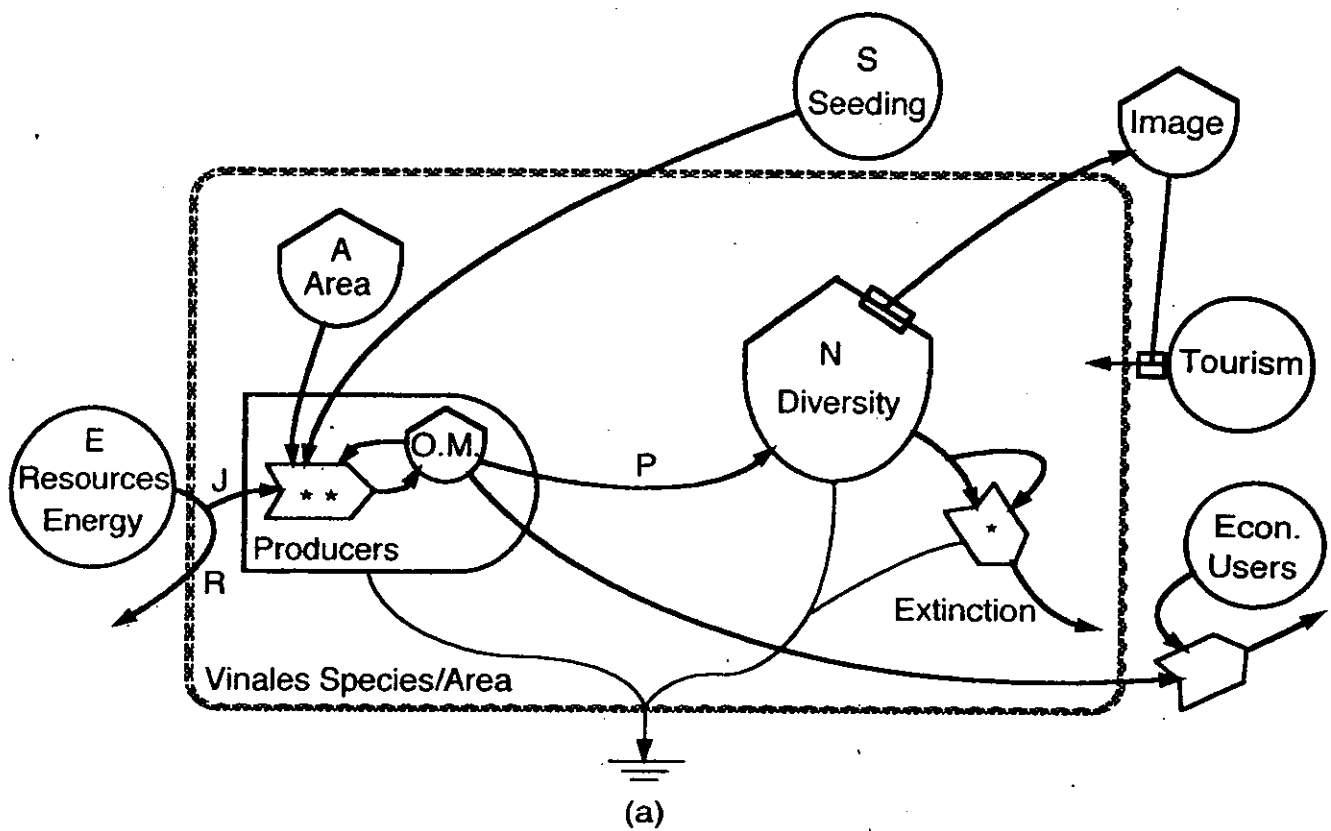 S
Seeding
Image
A
Area
N
Diversity
Tourism
E
Resources
Energy
J
R
* *
O.M.
Producers
P
*
Extinction
Econ.
Users
Vinales Species/Area
(a)